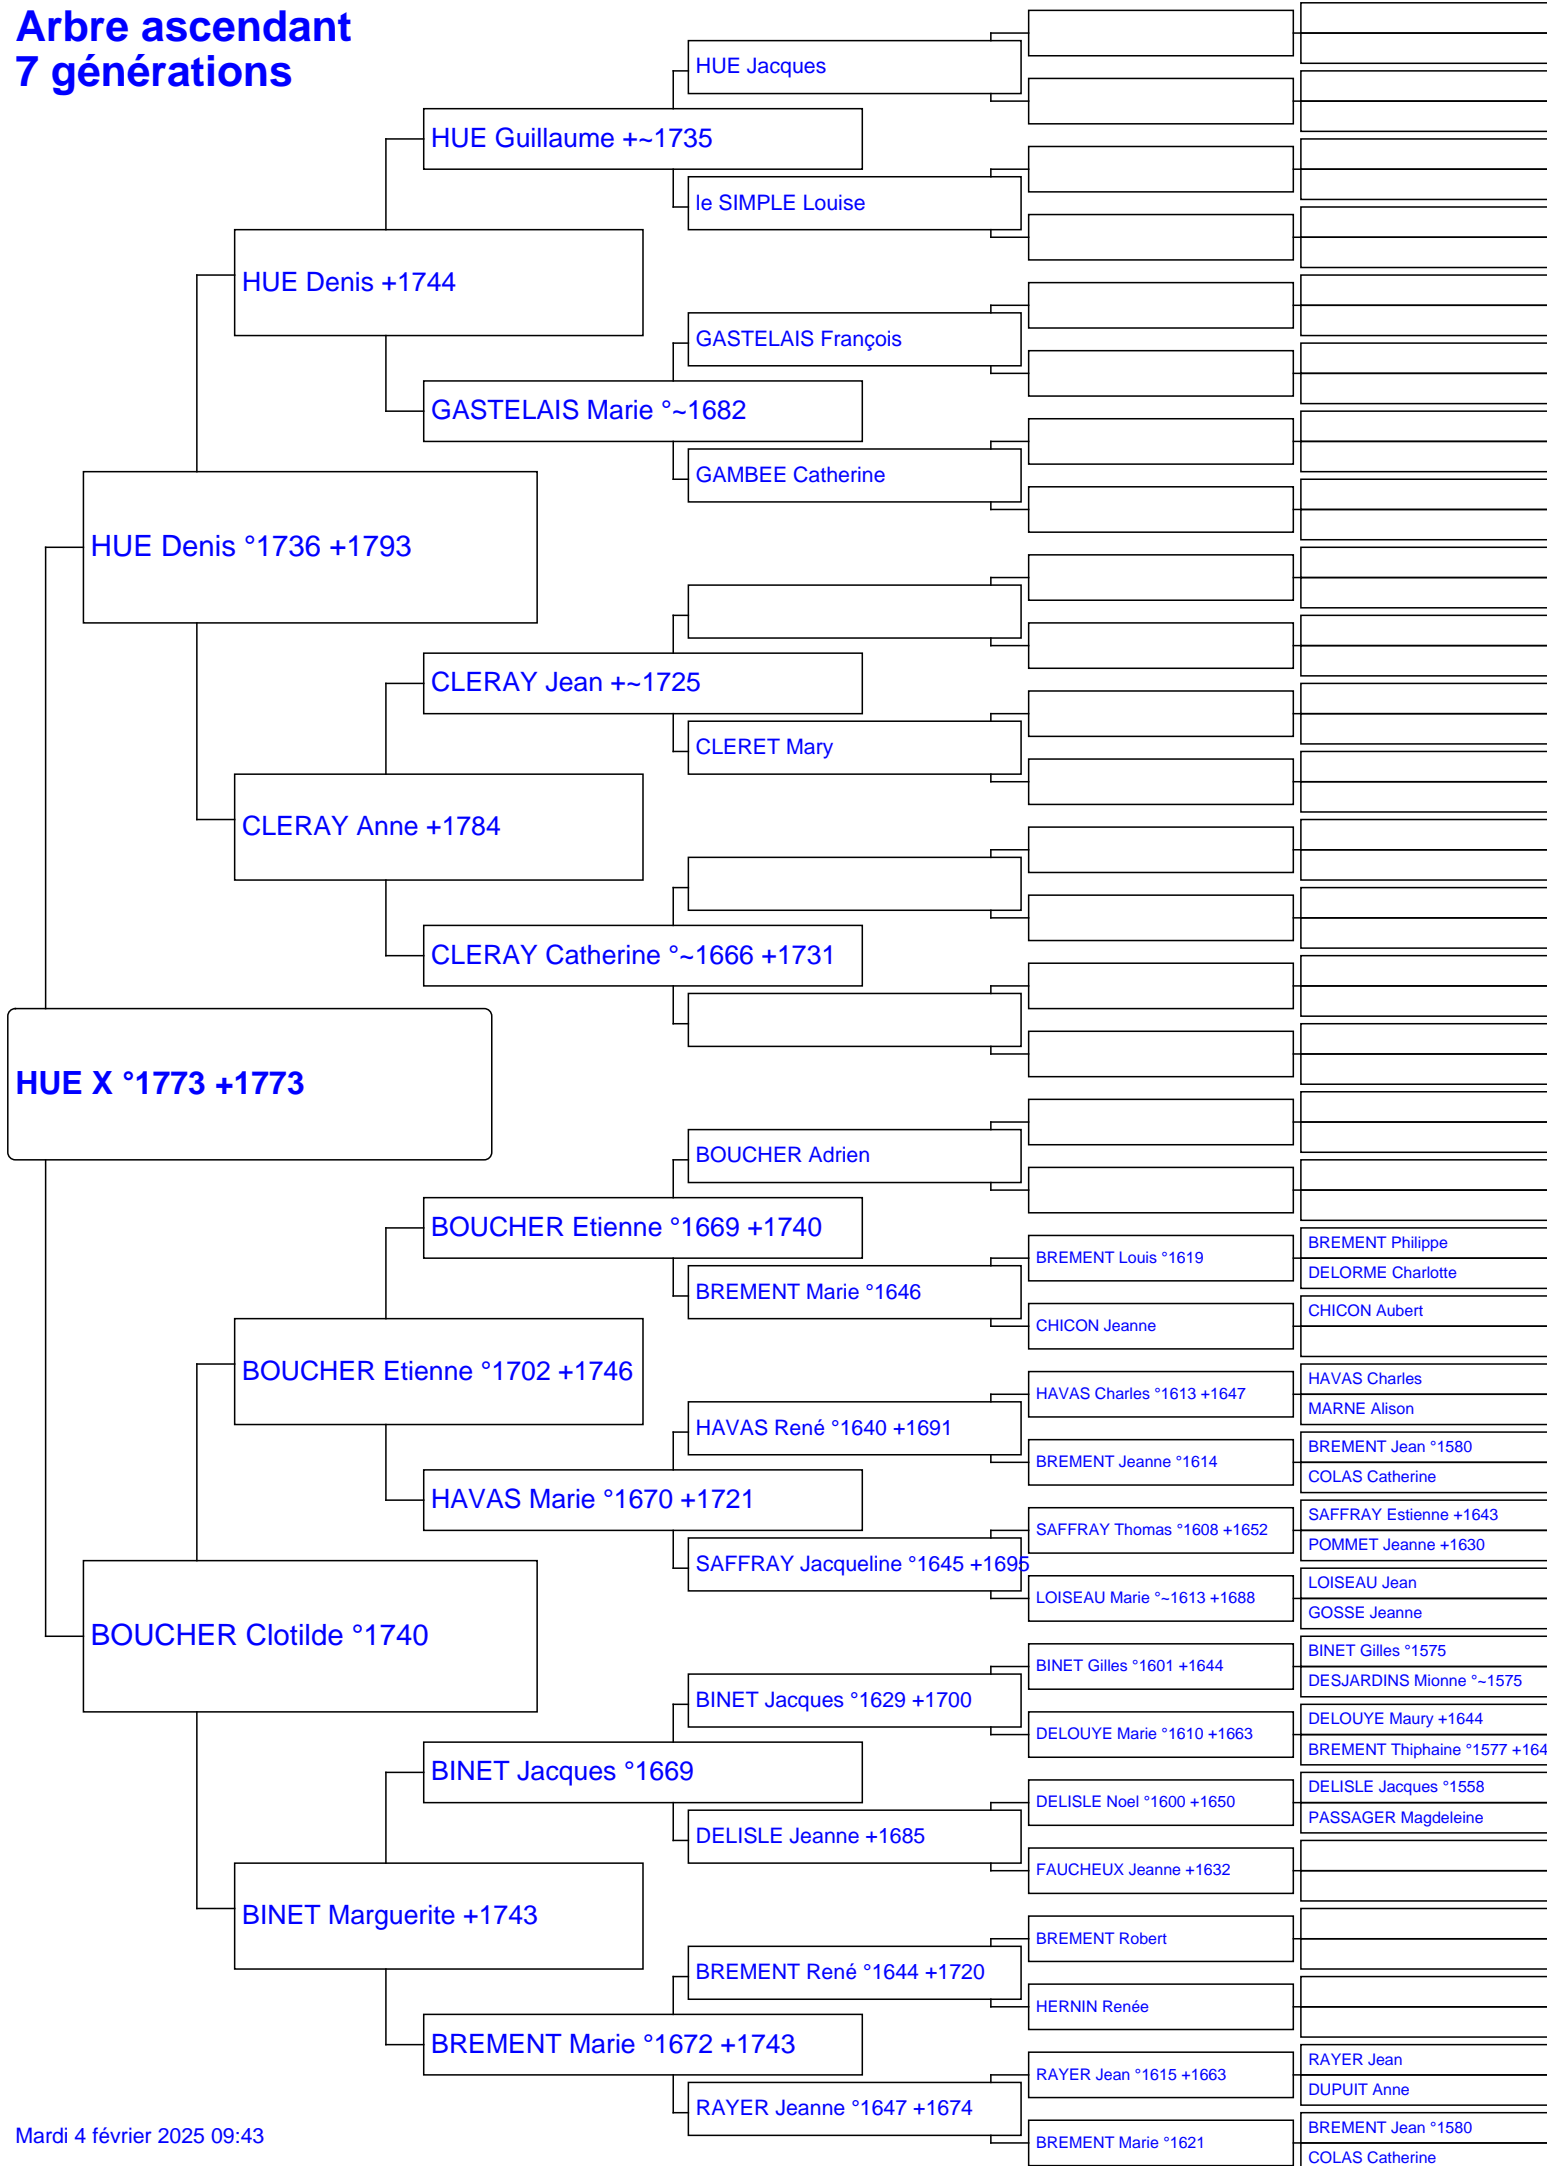 Arbre ascendant
7 générations
HUE Jacques
HUE Guillaume +~1735
le SIMPLE Louise
HUE Denis +1744
GASTELAIS François
GASTELAIS Marie °~1682
GAMBEE Catherine
HUE Denis °1736 +1793
CLERAY Jean +~1725
CLERET Mary
CLERAY Anne +1784
CLERAY Catherine °~1666 +1731
HUE X °1773 +1773
BOUCHER Adrien
BOUCHER Etienne °1669 +1740
BREMENT Philippe
BREMENT Louis °1619
DELORME Charlotte
BREMENT Marie °1646
CHICON Aubert
CHICON Jeanne
BOUCHER Etienne °1702 +1746
HAVAS Charles
HAVAS Charles °1613 +1647
MARNE Alison
HAVAS René °1640 +1691
BREMENT Jean °1580
BREMENT Jeanne °1614
COLAS Catherine
HAVAS Marie °1670 +1721
SAFFRAY Estienne +1643
SAFFRAY Thomas °1608 +1652
POMMET Jeanne +1630
SAFFRAY Jacqueline °1645 +1695
LOISEAU Jean
LOISEAU Marie °~1613 +1688
GOSSE Jeanne
BOUCHER Clotilde °1740
BINET Gilles °1575
BINET Gilles °1601 +1644
DESJARDINS Mionne °~1575
BINET Jacques °1629 +1700
DELOUYE Maury +1644
DELOUYE Marie °1610 +1663
BREMENT Thiphaine °1577 +164
BINET Jacques °1669
DELISLE Jacques °1558
DELISLE Noel °1600 +1650
PASSAGER Magdeleine
DELISLE Jeanne +1685
FAUCHEUX Jeanne +1632
BINET Marguerite +1743
BREMENT Robert
BREMENT René °1644 +1720
HERNIN Renée
BREMENT Marie °1672 +1743
RAYER Jean
RAYER Jean °1615 +1663
DUPUIT Anne
RAYER Jeanne °1647 +1674
BREMENT Jean °1580
BREMENT Marie °1621
COLAS Catherine
Mardi 4 février 2025 09:43